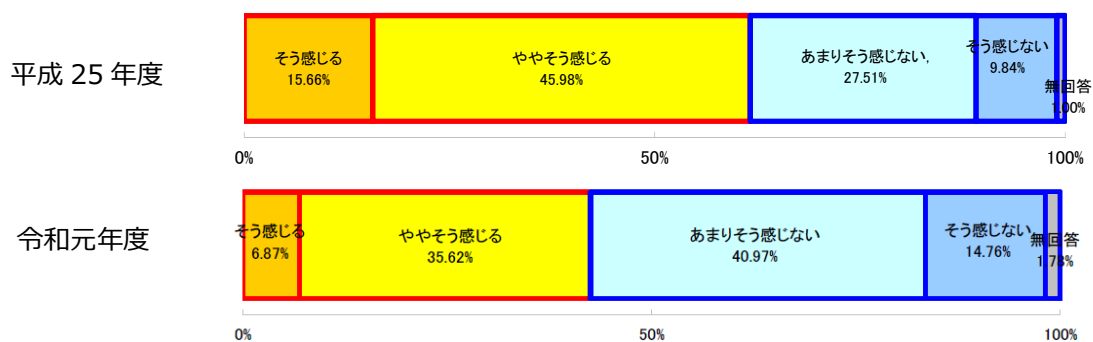 平成 25 年度
そう感じる
15.66%
ややそう感じる
45.98%
あまりそう感じない,
27.51%
そう感じない
9.84%
無回答
1.00%
0%
50%
100%
令和元年度
そう感じる
6.87%
ややそう感じる
35.62%
あまりそう感じない
40.97%
そう感じない
14.76%
無回答
1.78%
0%
50%
100%